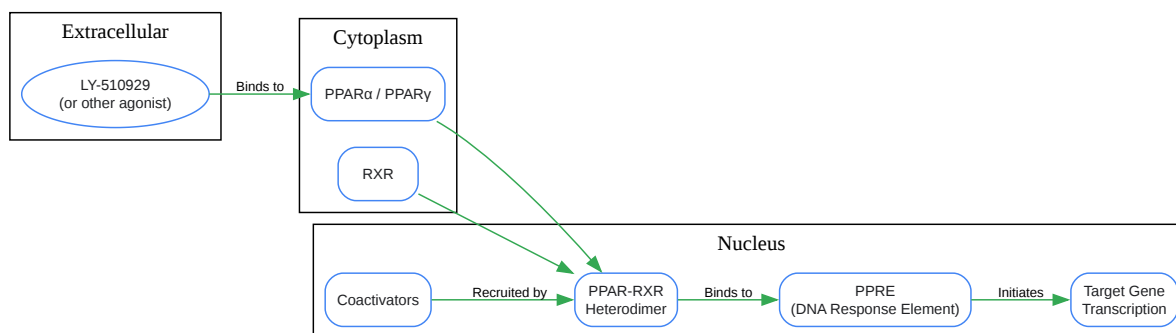 Extracellular
LY-510929
(or other agonist)
Binds to
Cytoplasm
PPARα / PPARγ
RXR
Nucleus
Coactivators
Recruited by
PPAR-RXR
Heterodimer
Binds to
PPRE
(DNA Response Element)
Initiates
Target Gene
Transcription